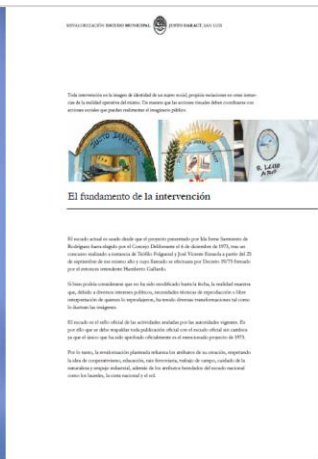 REVALORIZACIÓN ESCUDO MUNICIPAL JUSTO DARACT, SAN LUIS
Toda intervención en la imagen de identidad de un sujeto social, propicia variaciones en otras instan-
cias de la realidad operativa del mismo. De manera que las acciones visuales deben coordinarse con
acciones sociales que puedan realimentar el imaginario público.
JUSTO DARACT
El fundamento de la intervención
El escudo actual es usado desde que el proyecto presentado por Ida Irene Sarmiento de
Rodríguez fuera elegido por el Concejo Deliberante el 6 de diciembre de 1973, tras un
concurso realizado a instancia de Teófilo Puigmartí y José Vicente Escuela a partir del 25
de septiembre de ese mismo año y cuyo llamado se efectuara por Decreto 19/73 firmado
por el entonces intendente Humberto Gallardo.
Si bien podría considerarse que no ha sido modificado hasta la fecha, la realidad muestra
que, debido a diversos intereses políticos, necesidades técnicas de reproducción o libre
interpretación de quienes lo reprodujeron, ha tenido diversas transformaciones tal como
lo ilustran las imágenes.
El escudo es el sello oficial de las actividades avaladas por las autoridades vigentes. Es
por ello que se debe respaldar toda publicación oficial con el escudo oficial sin cambios
ya que el único que ha sido aprobado oficialmente es el mencionado proyecto de 1973.
Por lo tanto, la revalorización planteada refuerza los atributos de su creación, respetando
la idea de cooperativismo, educación, raíz ferroviaria, trabajo de campo, cuidado de la
naturaleza y empuje industrial, además de los atributos heredados del escudo nacional
como los laureles, la cinta nacional y el sol.